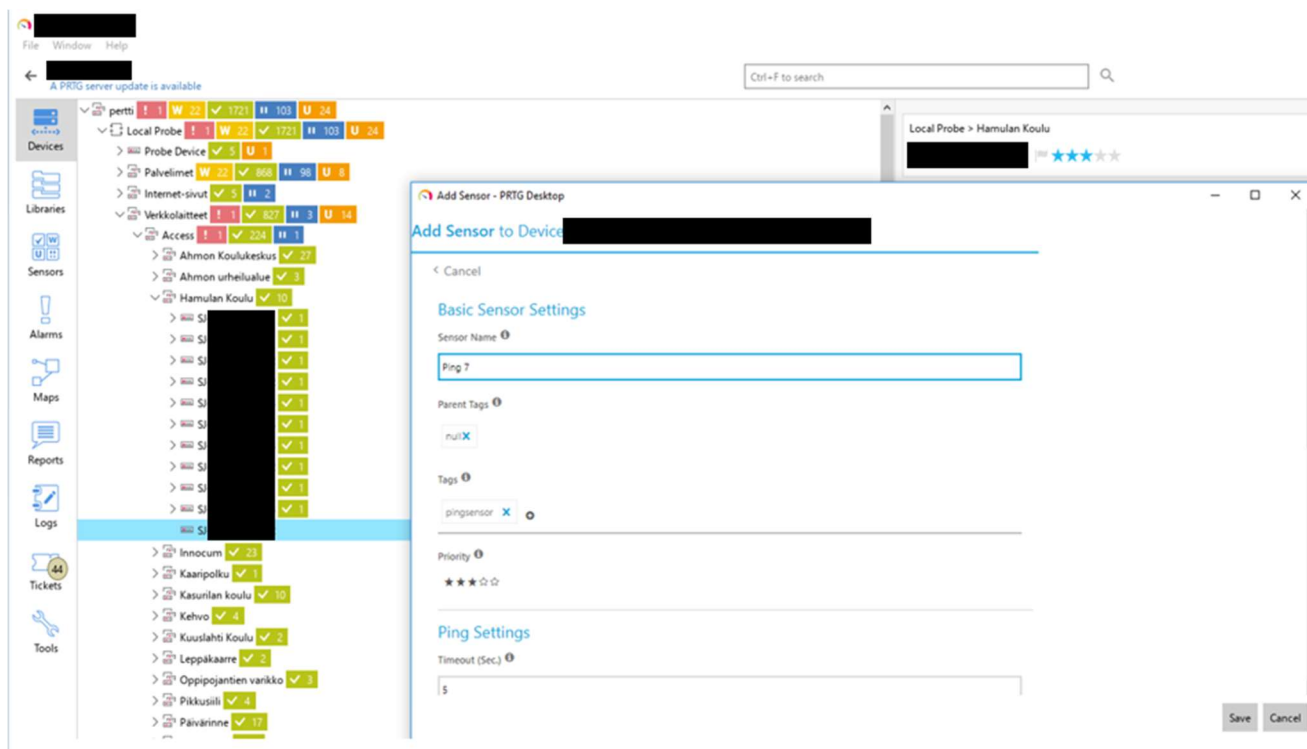 File Window Help
A PRTG server update is available
Ctrl+F to search
Devices
Libraries
Sensors
Alarms
Maps
Reports
Logs
44
Tickets
Tools
pertti ! 1 W 22 1721 II 103 U 24
Local Probe ! 1 W 22 1721 II 103 U 24
Probe Device 5 U 1
Palvelimet W 22 868 II 98 U 8
Internet-sivut 5 II 2
Verkkolaitteet ! 1 827 II 3 U 14
Access ! 1 224 II 1
Ahmon Koulukeskus 27
Ahmon urheilualue 3
Hamulan Koulu 10
SJ 1
SJ 1
SJ 1
SJ 1
SJ 1
SJ 1
SJ 1
SJ 1
SJ 1
SJ 1
SJ
Innocum 23
Kaaripolku 1
Kasurilan koulu 10
Kehvo 4
Kuuslahti Koulu 2
Leppäkaarre 2
Oppipojantien varikko 3
Pikkusiili 4
Päivärinne 17
Local Probe > Hamulan Koulu
Add Sensor - PRTG Desktop
Add Sensor to Device
< Cancel
Basic Sensor Settings
Sensor Name
Ping 7
Parent Tags
null
Tags
pingsensor
Priority
Ping Settings
Timeout (Sec.)
5
Save Cancel